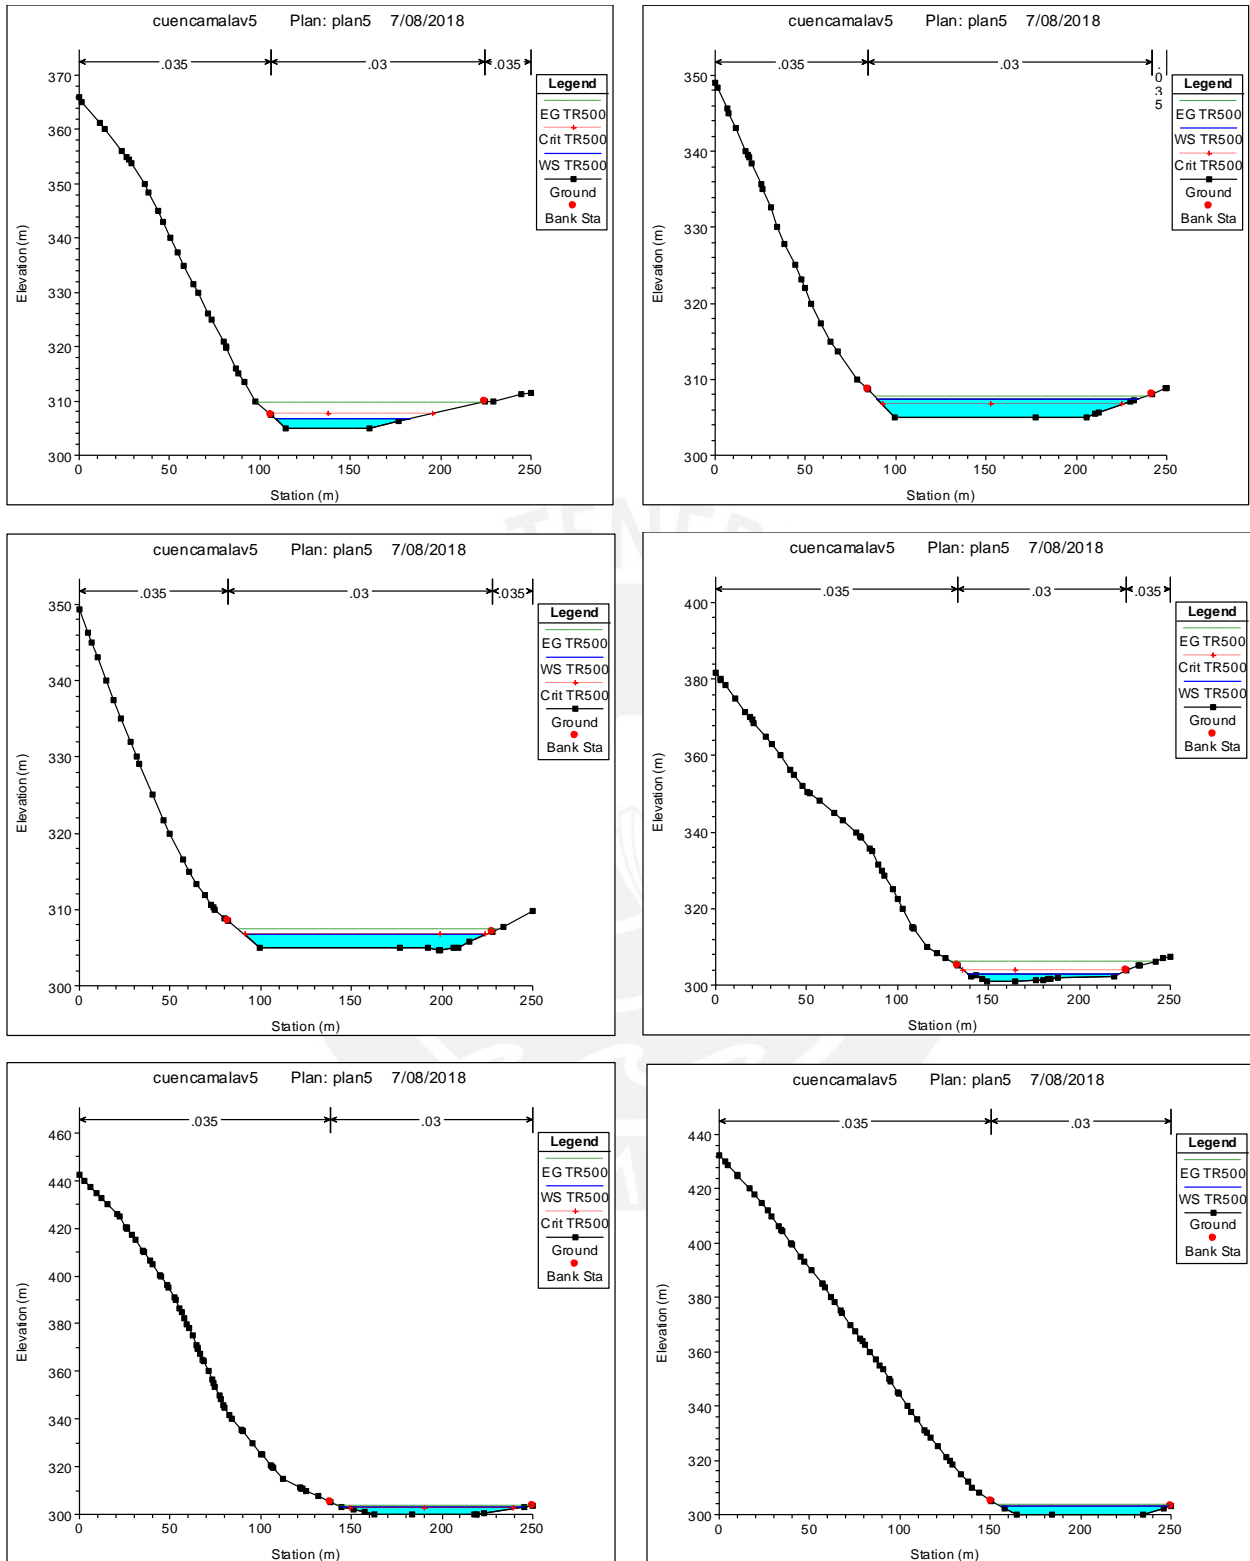 cuencamalav5 Plan: plan5 7/08/2018
.035 .03 .035
Legend
EG TR500
Crit TR500
WS TR500
Ground
Bank Sta
Elevation (m)
370
360
350
340
330
320
310
300
0 50 100 150 200 250
Station (m)
cuencamalav5 Plan: plan5 7/08/2018
.035 .03 .035
Legend
EG TR500
WS TR500
Crit TR500
Ground
Bank Sta
Elevation (m)
350
340
330
320
310
300
0 50 100 150 200 250
Station (m)
TENEB
cuencamalav5 Plan: plan5 7/08/2018
.035 .03 .035
Legend
EG TR500
WS TR500
Crit TR500
Ground
Bank Sta
Elevation (m)
350
340
330
320
310
300
0 50 100 150 200 250
Station (m)
cuencamalav5 Plan: plan5 7/08/2018
.035 .03 .035
Legend
EG TR500
Crit TR500
WS TR500
Ground
Bank Sta
Elevation (m)
400
380
360
340
320
300
0 50 100 150 200 250
Station (m)
cuencamalav5 Plan: plan5 7/08/2018
.035 .03
Legend
EG TR500
WS TR500
Crit TR500
Ground
Bank Sta
Elevation (m)
460
440
420
400
380
360
340
320
300
0 50 100 150 200 250
Station (m)
cuencamalav5 Plan: plan5 7/08/2018
.035 .03
Legend
EG TR500
WS TR500
Ground
Bank Sta
Elevation (m)
440
420
400
380
360
340
320
300
0 50 100 150 200 250
Station (m)